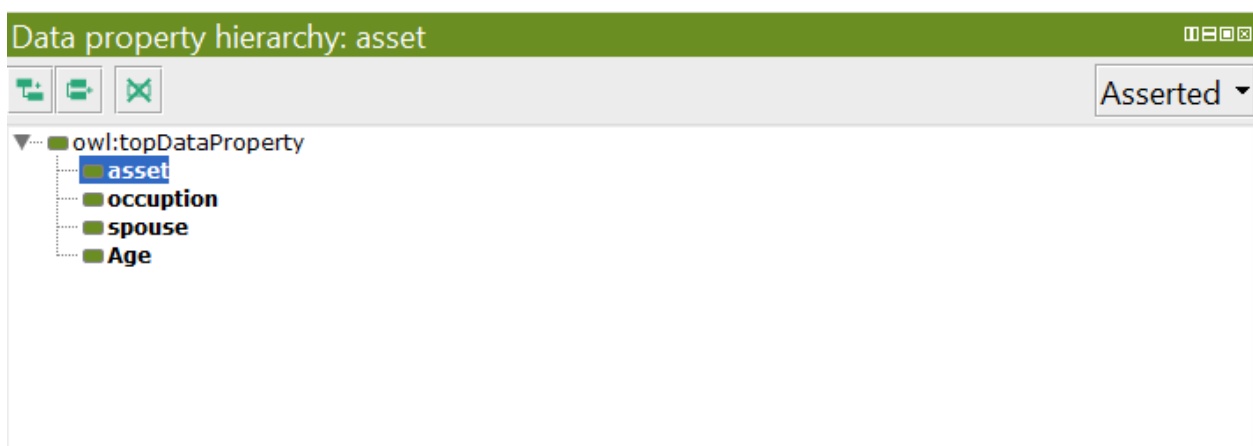 Data property hierarchy: asset
Asserted
owl:topDataProperty
asset
occuption
spouse
Age